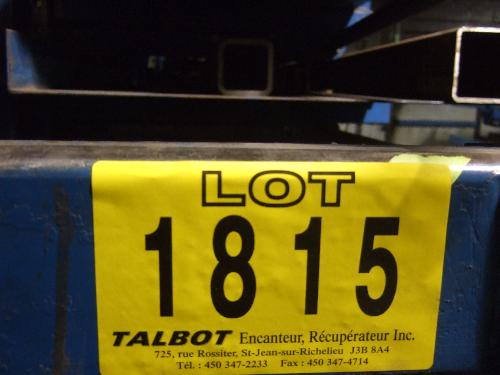 LOT
1815
TALBOT Encanteur, Récupérateur Inc.
725, rue Rossiter, St-Jean-sur-Richelieu J3B 8A4
Tél. : 450 347-2233 Fax : 450 347-4714